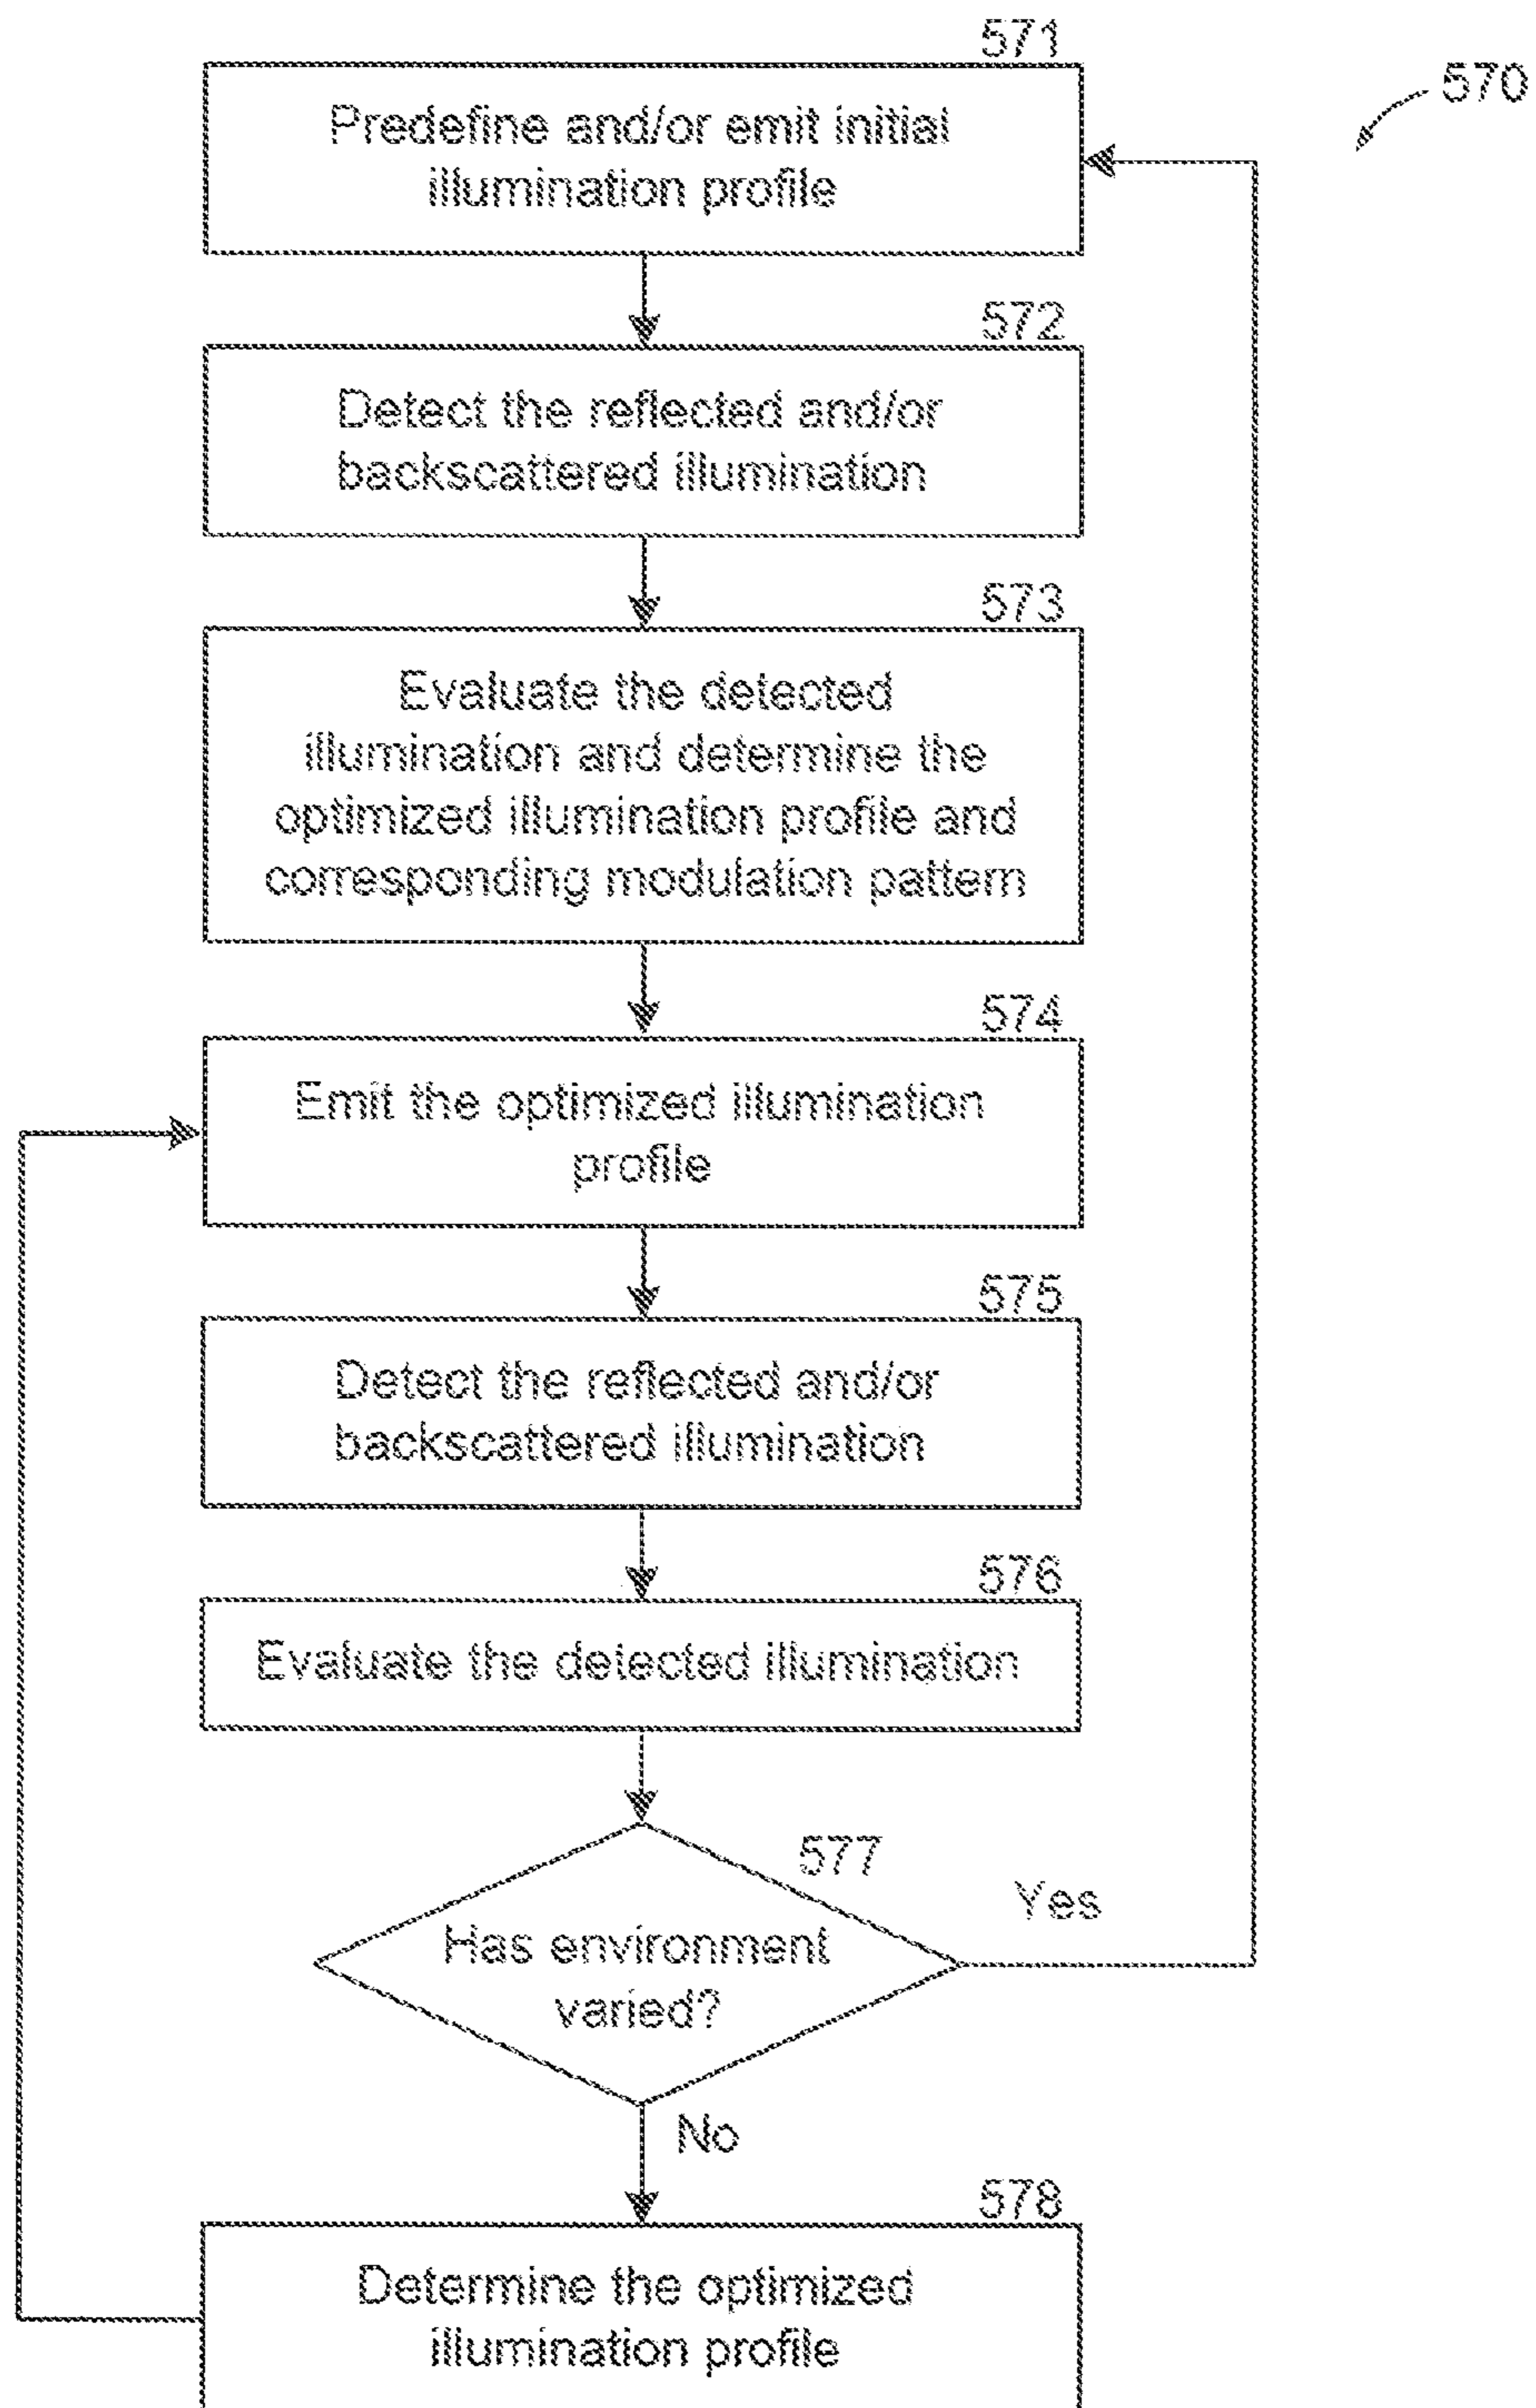 571
570
Predefine and/or emit initial
illumination profile
572
Detect the reflected and/or
backscattered illumination
573
Evaluate the detected
illumination and determine the
optimized illumination profile and
corresponding modulation pattern
574
Emit the optimized illumination
profile
575
Detect the reflected and/or
backscattered illumination
576
Evaluate the detected illumination
577
Yes
Has environment
varied?
No
578
Determine the optimized
illumination profile